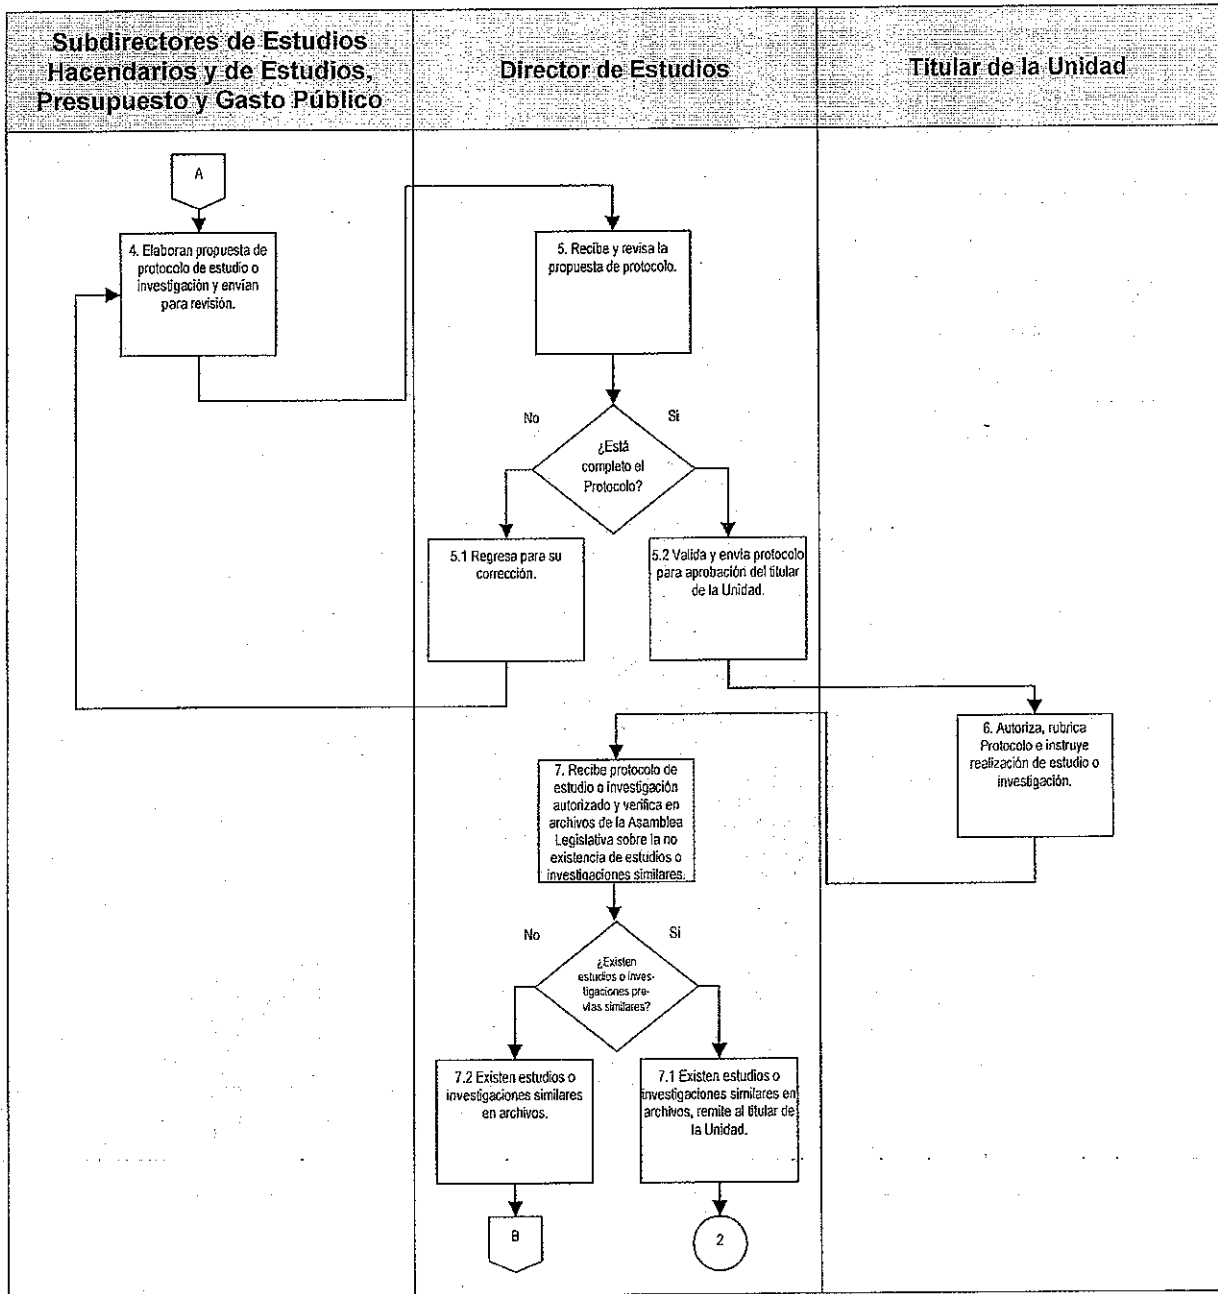 Subdirectores de Estudios
Hacendarios y de Estudios,
Presupuesto y Gasto Público
Director de Estudios
Titular de la Unidad
A
4. Elaboran propuesta de
protocolo de estudio o
investigación y envían
para revisión.
5. Recibe y revisa la
propuesta de protocolo.
No
Si
¿Está
completo el
Protocolo?
5.1 Regresa para su
corrección.
5.2 Valida y envia protocolo
para aprobación del titular
de la Unidad.
6. Autoriza, rubrica
Protocolo e instruye
realización de estudio o
investigación.
7. Recibe protocolo de
estudio o investigación
autorizado y verifica en
archivos de la Asamblea
Legislativa sobre la no
existencia de estudios o
investigaciones similares.
No
Si
¿Existen
estudios o inves-
tigaciones pre-
vias similares?
7.2 Existen estudios o
investigaciones similares
en archivos.
7.1 Existen estudios o
investigaciones similares en
archivos, remite al titular de
la Unidad.
B
2